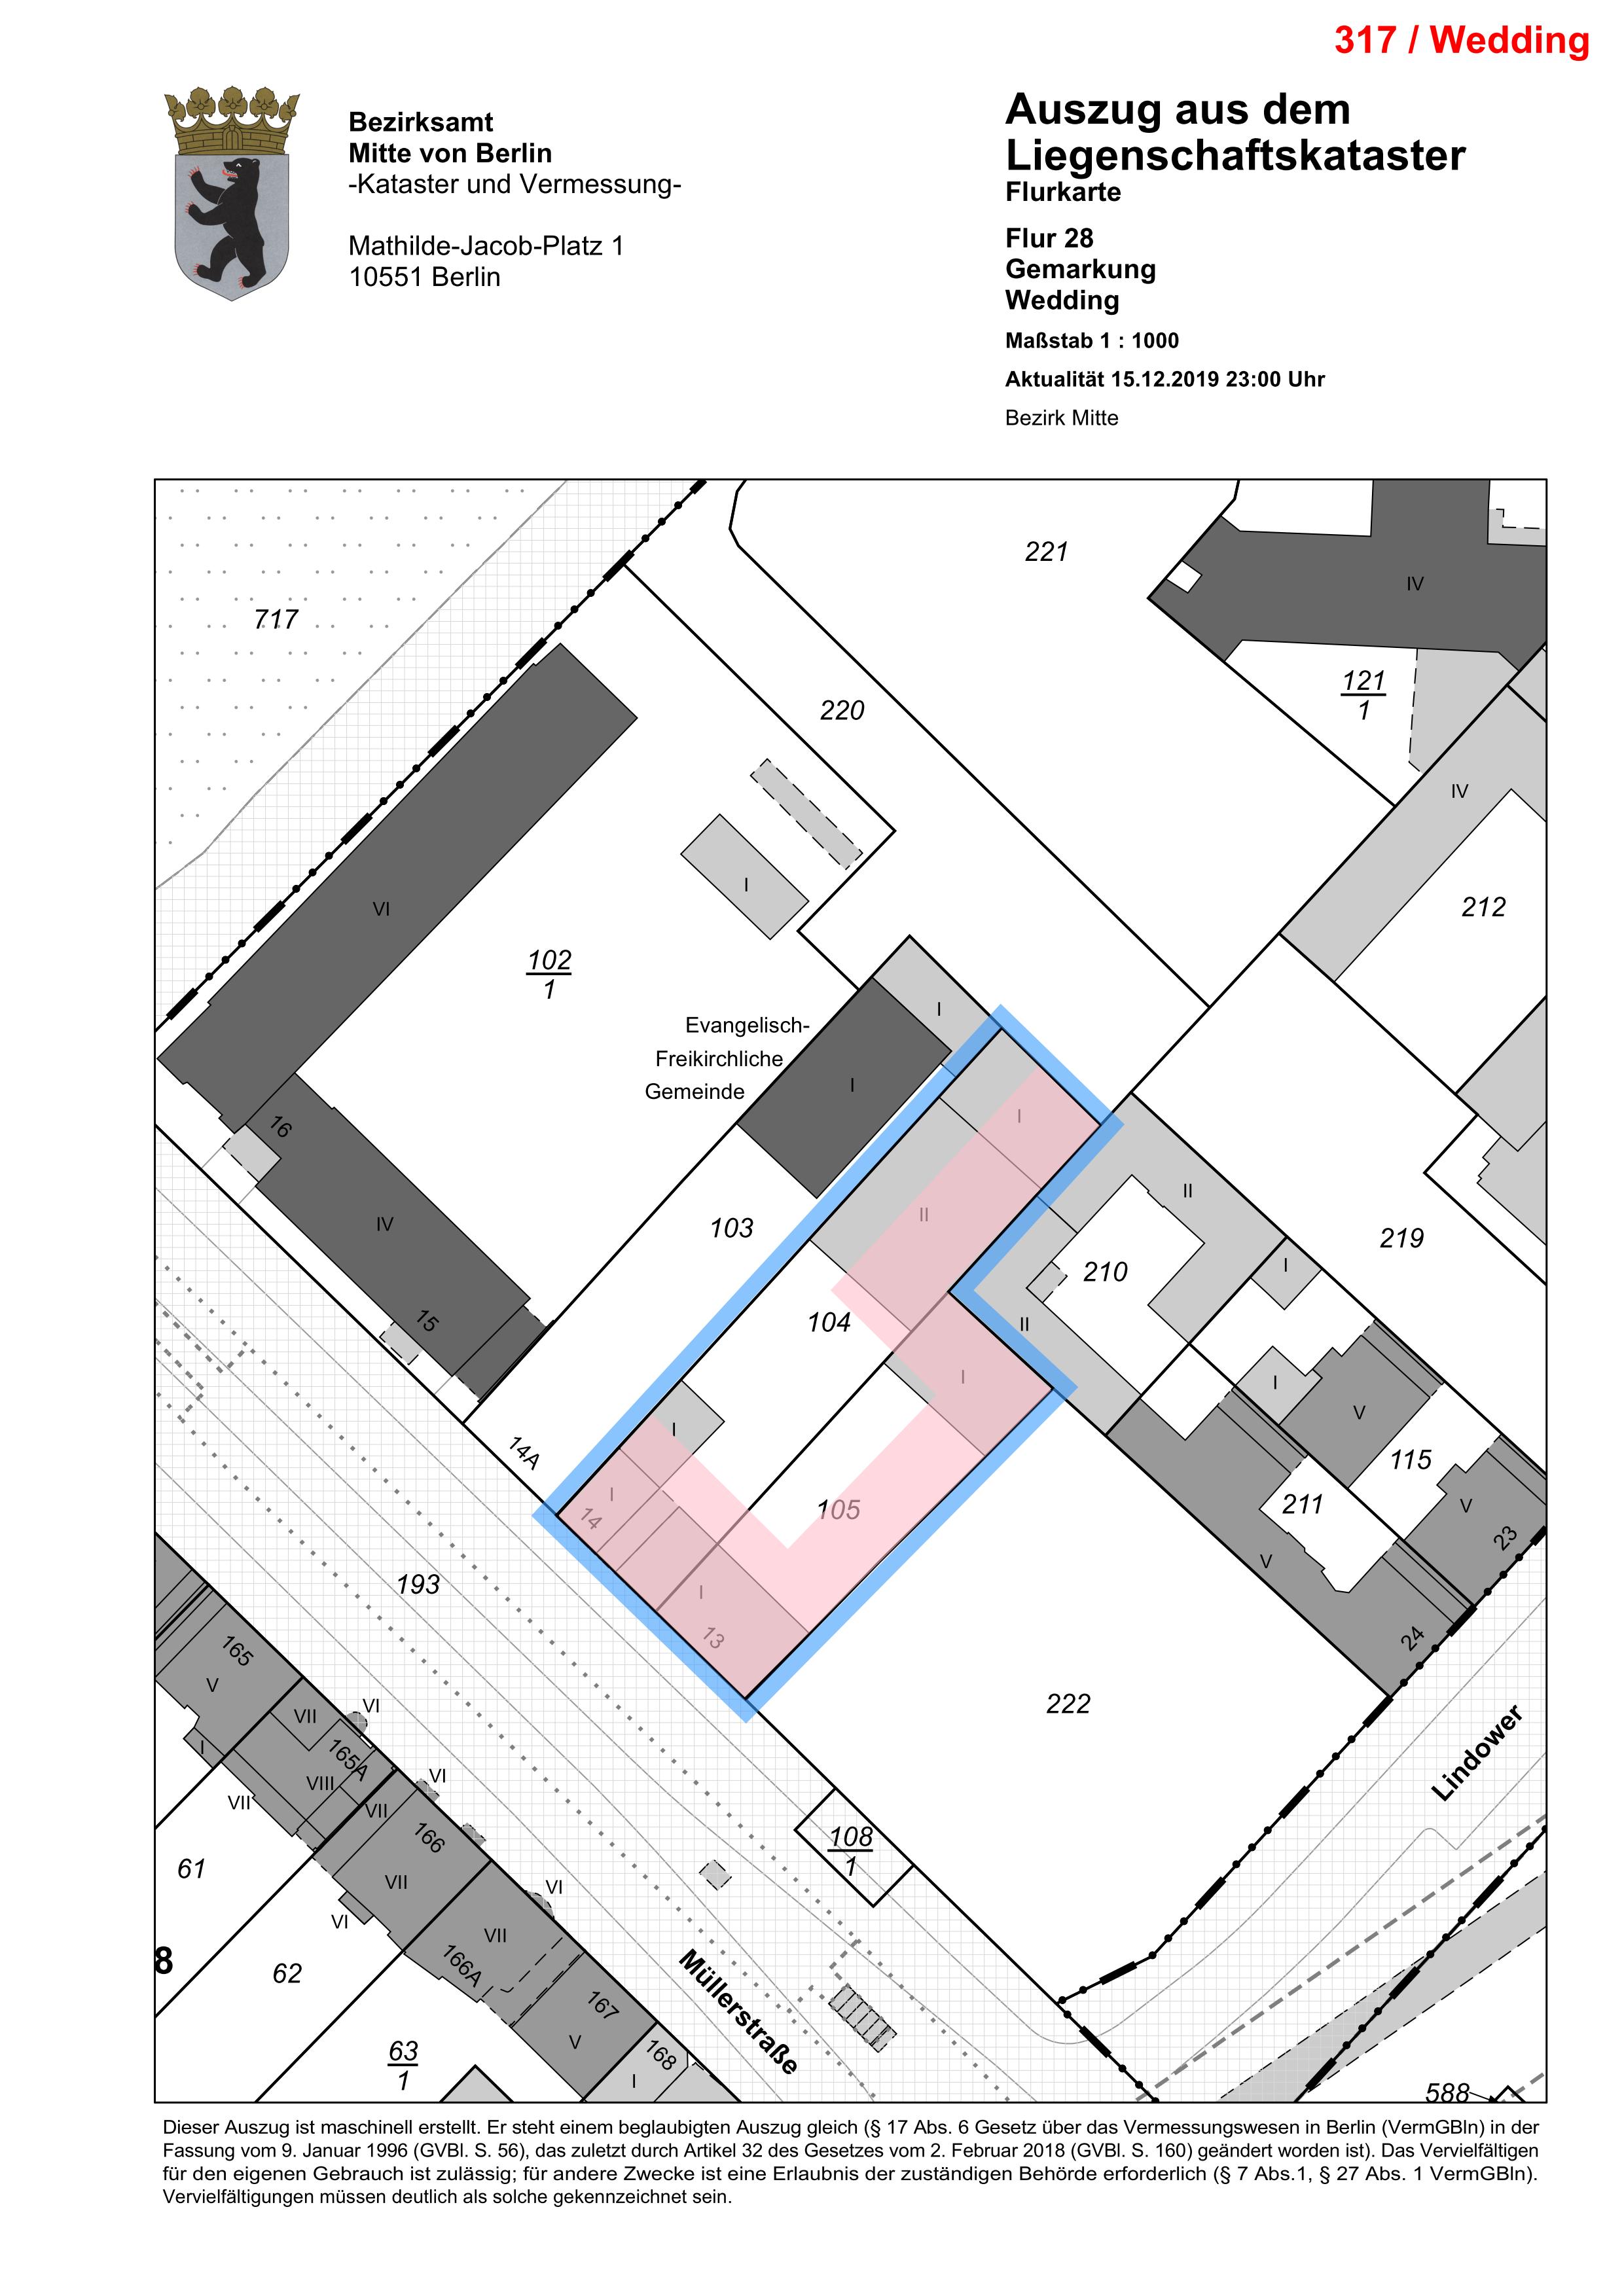 317 / Wedding
Bezirksamt
Mitte von Berlin
-Kataster und Vermessung-
Mathilde-Jacob-Platz 1
10551 Berlin
Auszug aus dem
Liegenschaftskataster
Flurkarte
Flur 28
Gemarkung
Wedding
Maßstab 1 : 1000
Aktualität 15.12.2019 23:00 Uhr
Bezirk Mitte
221
IV
717
121
1
220
IV
I
VI
212
102
1
I
Evangelisch-
Freikirchliche
Gemeinde
I
I
16
II
II
103
IV
219
210
I
104
15
II
I
I
V
I
14A
115
I
105
211
V
14
23
V
I
193
13
24
165
V
222
VI
VII
165A
I
VIII
VI
VII
VII
Lindower
166
108
1
61
VII
VI
VI
VII
8
62
166A
Müllerstraße
167
V
63
1
168
I
588
Dieser Auszug ist maschinell erstellt. Er steht einem beglaubigten Auszug gleich (§ 17 Abs. 6 Gesetz über das Vermessungswesen in Berlin (VermGBln) in der
Fassung vom 9. Januar 1996 (GVBl. S. 56), das zuletzt durch Artikel 32 des Gesetzes vom 2. Februar 2018 (GVBl. S. 160) geändert worden ist). Das Vervielfältigen
für den eigenen Gebrauch ist zulässig; für andere Zwecke ist eine Erlaubnis der zuständigen Behörde erforderlich (§ 7 Abs.1, § 27 Abs. 1 VermGBln).
Vervielfältigungen müssen deutlich als solche gekennzeichnet sein.